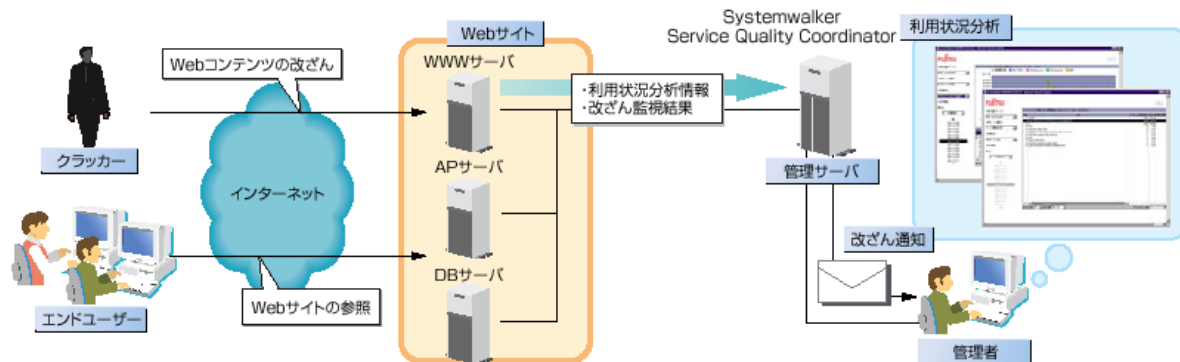 Systemwalker
Service Quality Coordinator
利用状況分析
Webサイト
Webコンテンツの改ざん
WWWサーバ
・利用状況分析情報
・改ざん監視結果
FUJITSU
FUJITSU
クラッカー
APサーバ
管理サーバ
インターネット
改ざん通知
DBサーバ
Webサイトの参照
エンドユーザー
管理者